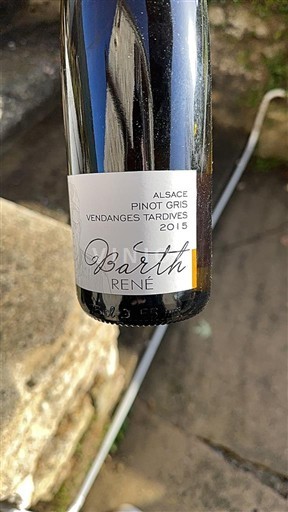 ALSACE
PINOT GRIS
VENDANGES TARDIVES
2015
Barth
RENÉ